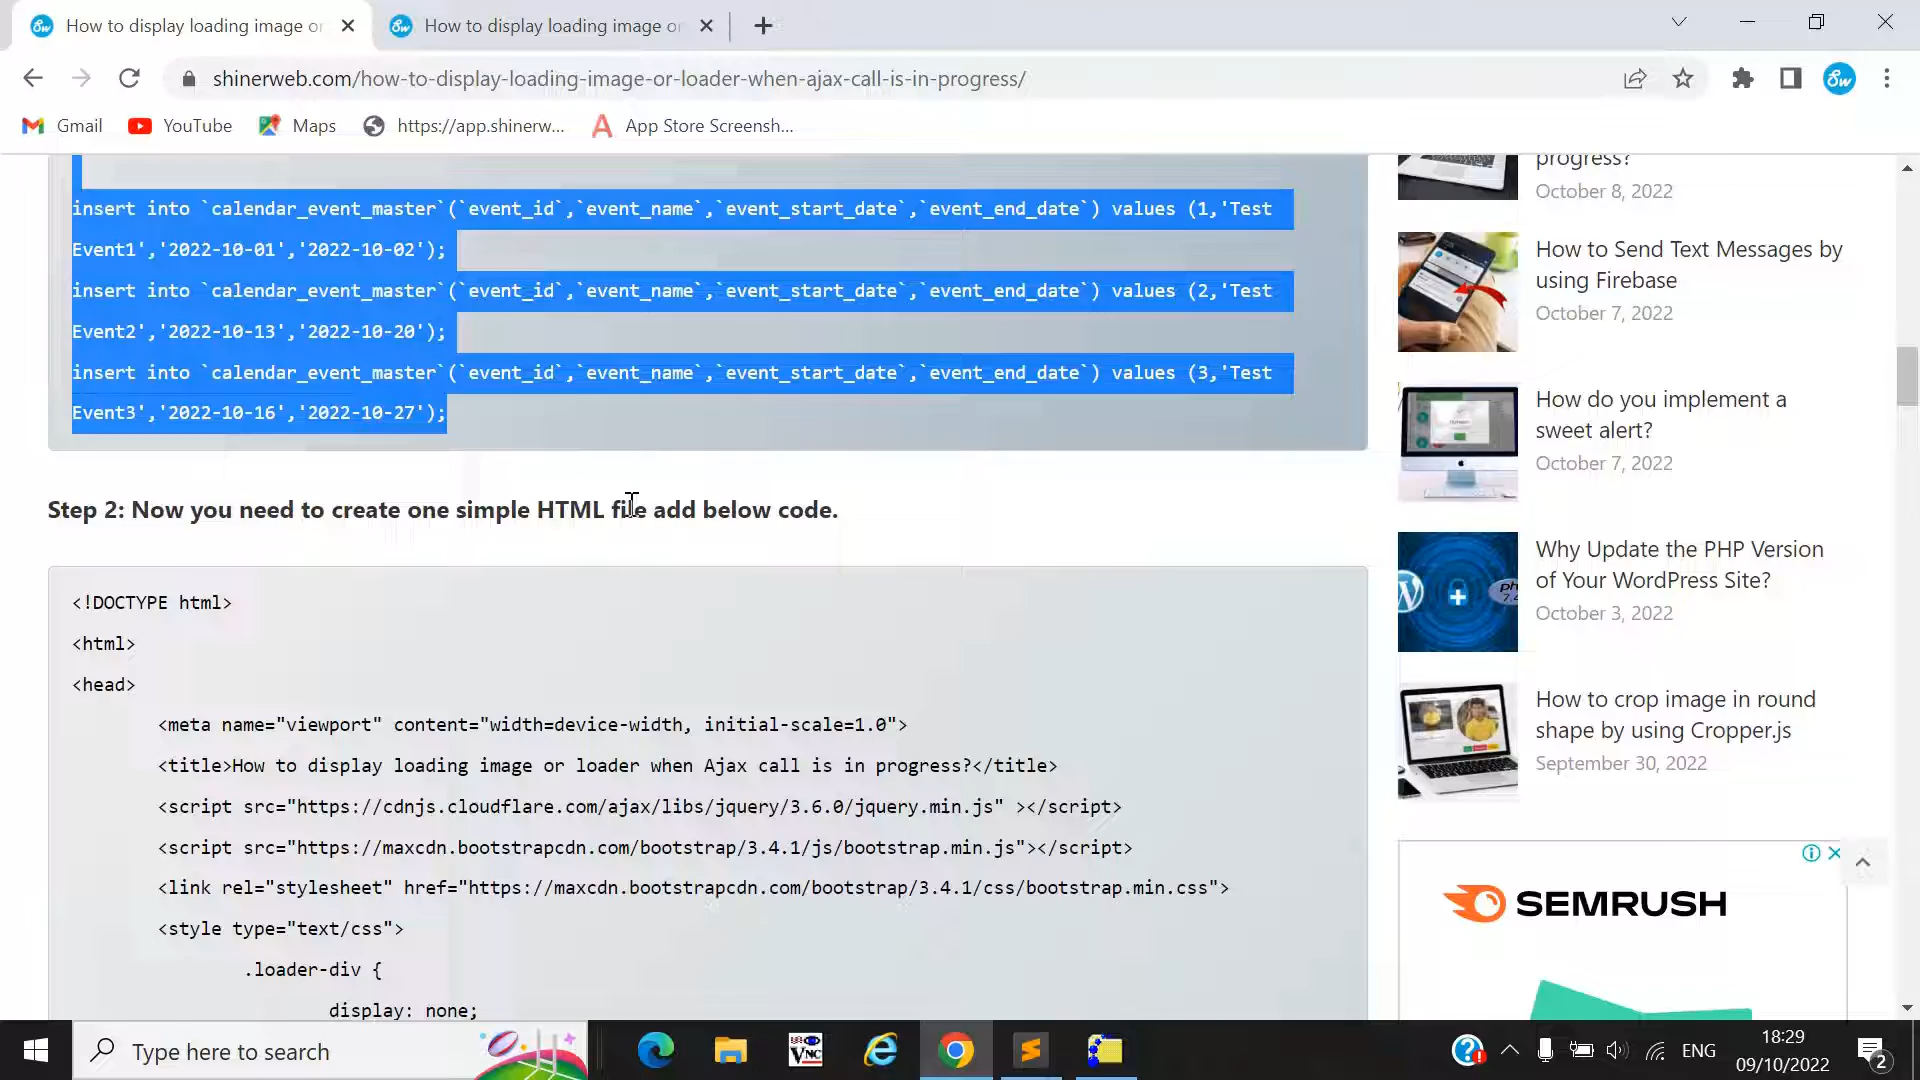 How to display loading image or
How to display loading image or
shinerweb.com/how-to-display-loading-image-or-loader-when-ajax-call-is-in-progress/
Sw
Gmail
YouTube
Maps
https://app.shinerw...
App Store Screensh...
insert into `calendar_event_master`(`event_id`,`event_name`,`event_start_date`,`event_end_date`) values (1,'Test
Event1','2022-10-01','2022-10-02');
insert into `calendar_event_master`(`event_id`,`event_name`,`event_start_date`,`event_end_date`) values (2,'Test
Event2','2022-10-13','2022-10-20');
insert into `calendar_event_master`(`event_id`,`event_name`,`event_start_date`,`event_end_date`) values (3,'Test
Event3','2022-10-16','2022-10-27');
Step 2: Now you need to create one simple HTML file add below code.
<!DOCTYPE html>
<html>
<head>
<meta name="viewport" content="width=device-width, initial-scale=1.0">
<title>How to display loading image or loader when Ajax call is in progress?</title>
<script src="https://cdnjs.cloudflare.com/ajax/libs/jquery/3.6.0/jquery.min.js" ></script>
<script src="https://maxcdn.bootstrapcdn.com/bootstrap/3.4.1/js/bootstrap.min.js"></script>
<link rel="stylesheet" href="https://maxcdn.bootstrapcdn.com/bootstrap/3.4.1/css/bootstrap.min.css">
<style type="text/css">
.loader-div {
display: none;
progress?
October 8, 2022
How to Send Text Messages by
using Firebase
October 7, 2022
How do you implement a
sweet alert?
October 7, 2022
Why Update the PHP Version
of Your WordPress Site?
October 3, 2022
How to crop image in round
shape by using Cropper.js
September 30, 2022
SEMRUSH
Type here to search
VNC
ENG
18:29
09/10/2022
2